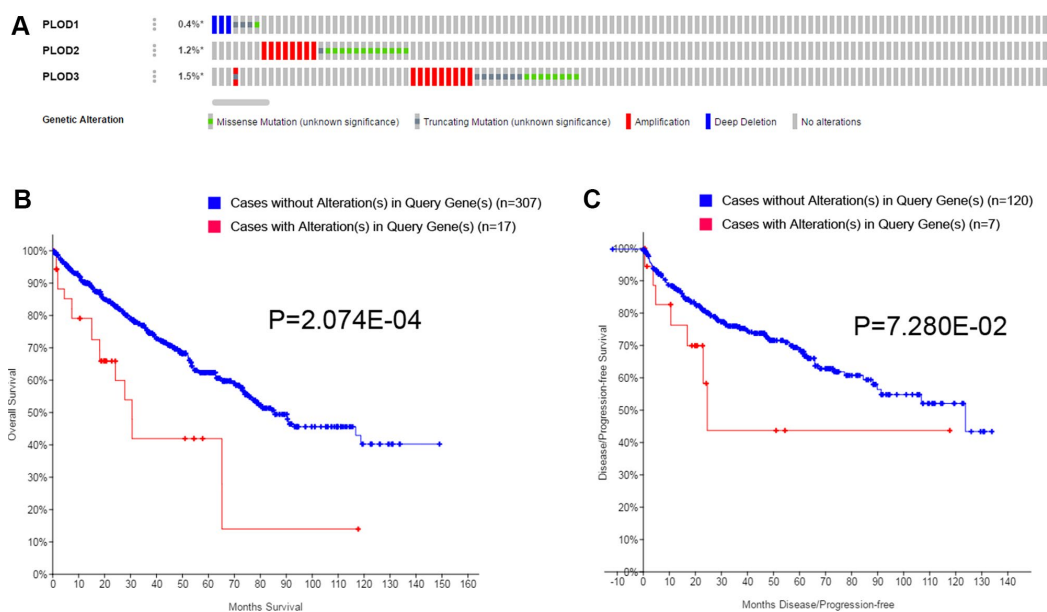 A
PLOD1 0.4%*
PLOD2 1.2%*
PLOD3 1.5%*
Genetic Alteration Missense Mutation (unknown significance) Truncating Mutation (unknown significance) Amplification Deep Deletion No alterations
B
Cases without Alteration(s) in Query Gene(s) (n=307)
Cases with Alteration(s) in Query Gene(s) (n=17)
100%
90%
80%
70%
60%
50%
40%
30%
20%
10%
0%
Overall Survival
P=2.074E-04
0 10 20 30 40 50 60 70 80 90 100 110 120 130 140 150 160
Months Survival
C
Cases without Alteration(s) in Query Gene(s) (n=120)
Cases with Alteration(s) in Query Gene(s) (n=7)
100%
90%
80%
70%
60%
50%
40%
30%
20%
10%
0%
Disease/Progression-free Survival
P=7.280E-02
-10 0 10 20 30 40 50 60 70 80 90 100 110 120 130 140
Months Disease/Progression-free